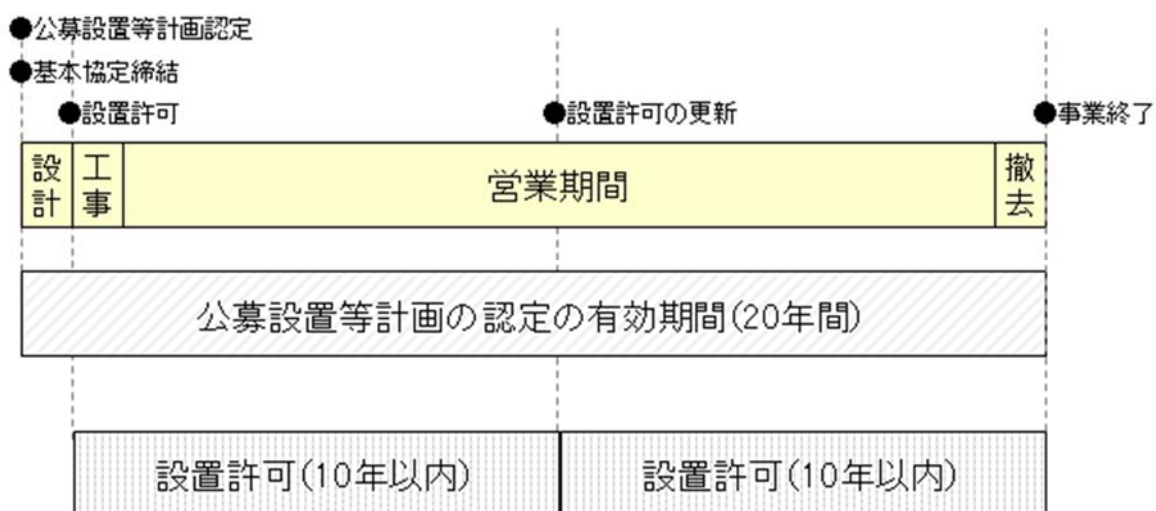 ●公募設置等計画認定
●基本協定締結
●設置許可
●設置許可の更新
●事業終了
設計
工事
営業期間
撤去
公募設置等計画の認定の有効期間(20年間)
設置許可(10年以内)
設置許可(10年以内)